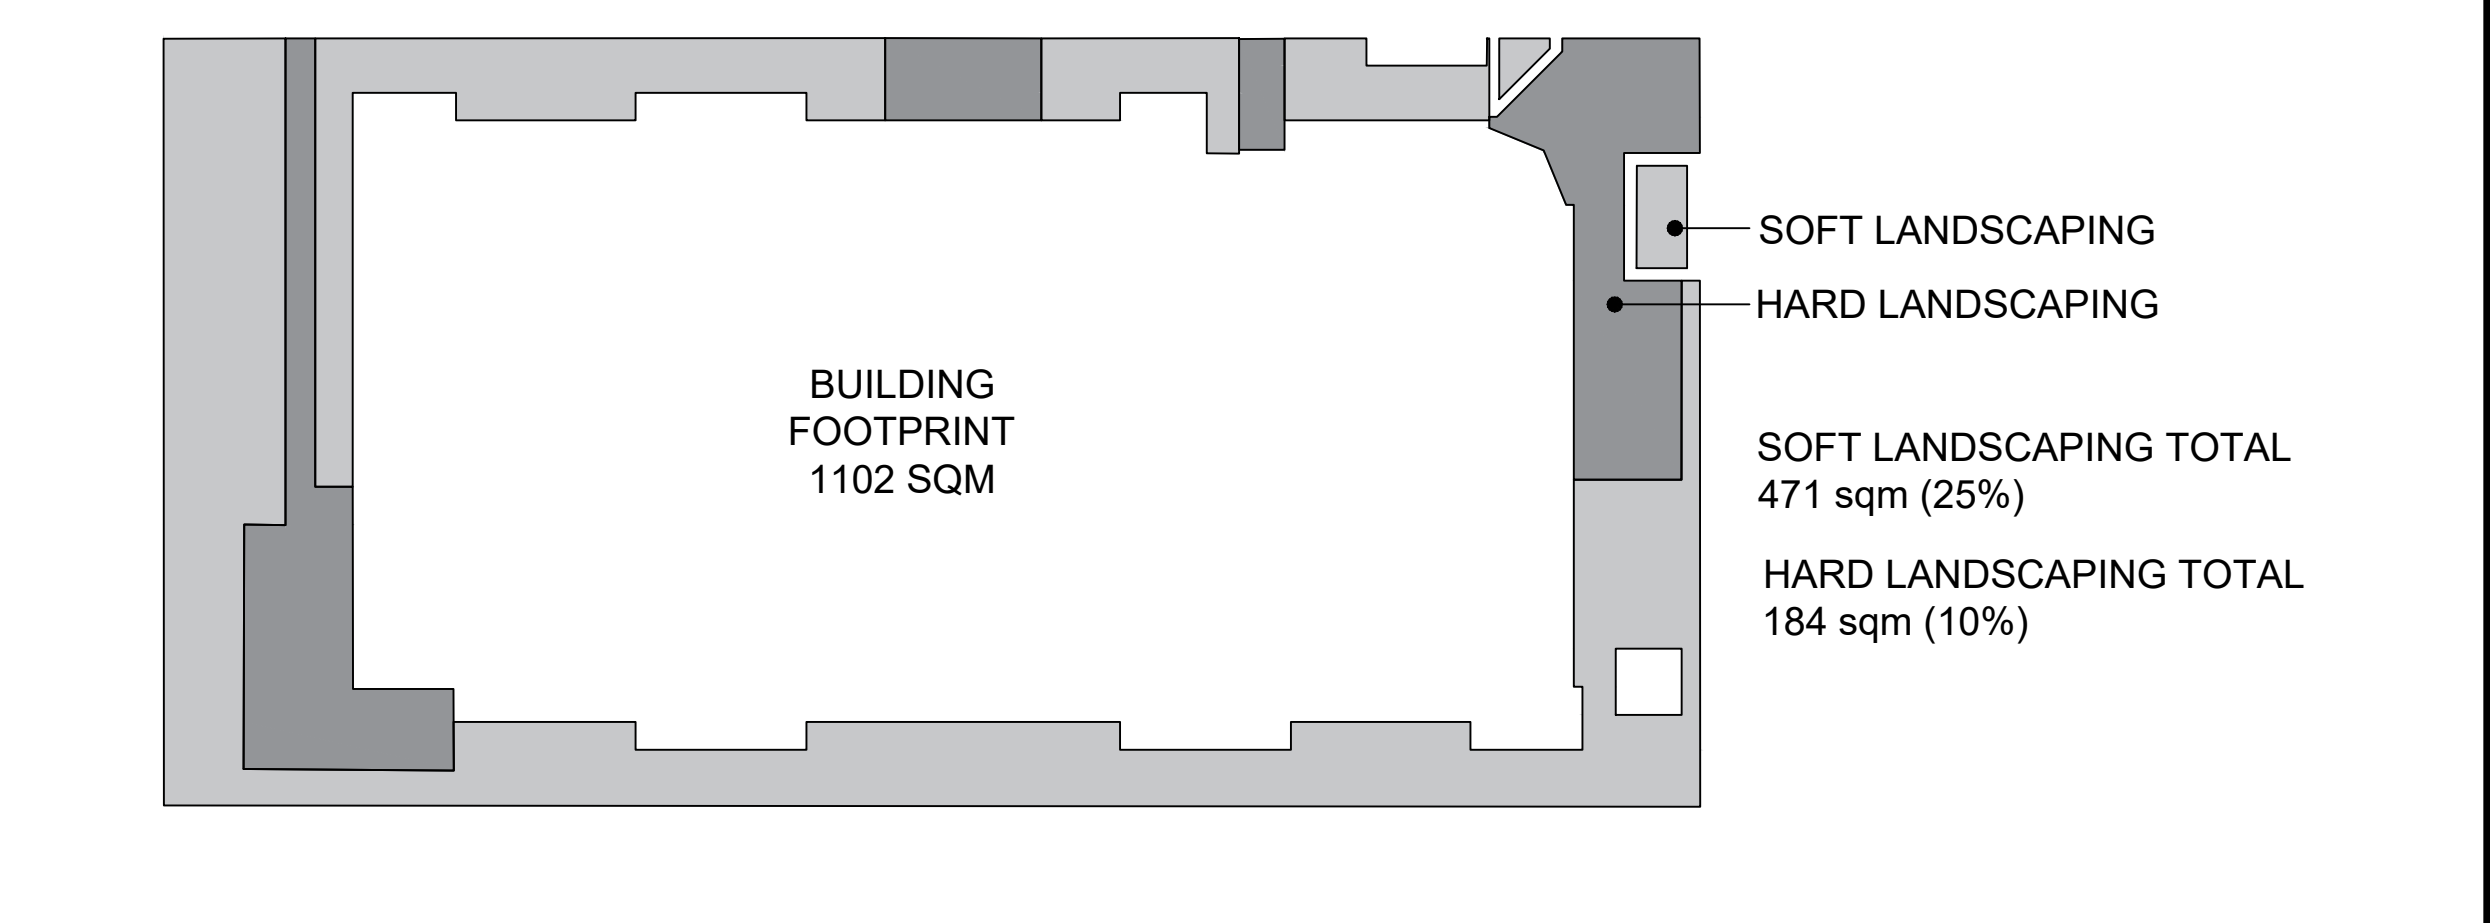 SOFT LANDSCAPING
HARD LANDSCAPING
BUILDING
FOOTPRINT
1102 SQM
SOFT LANDSCAPING TOTAL
471 sqm (25%)
HARD LANDSCAPING TOTAL
184 sqm (10%)